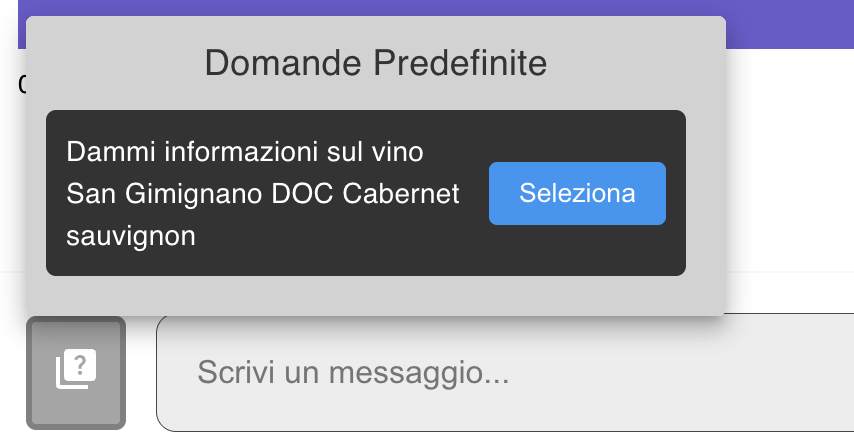 Domande Predefinite
Dammi informazioni sul vino
San Gimignano DOC Cabernet
sauvignon
Seleziona
?
Scrivi un messaggio...